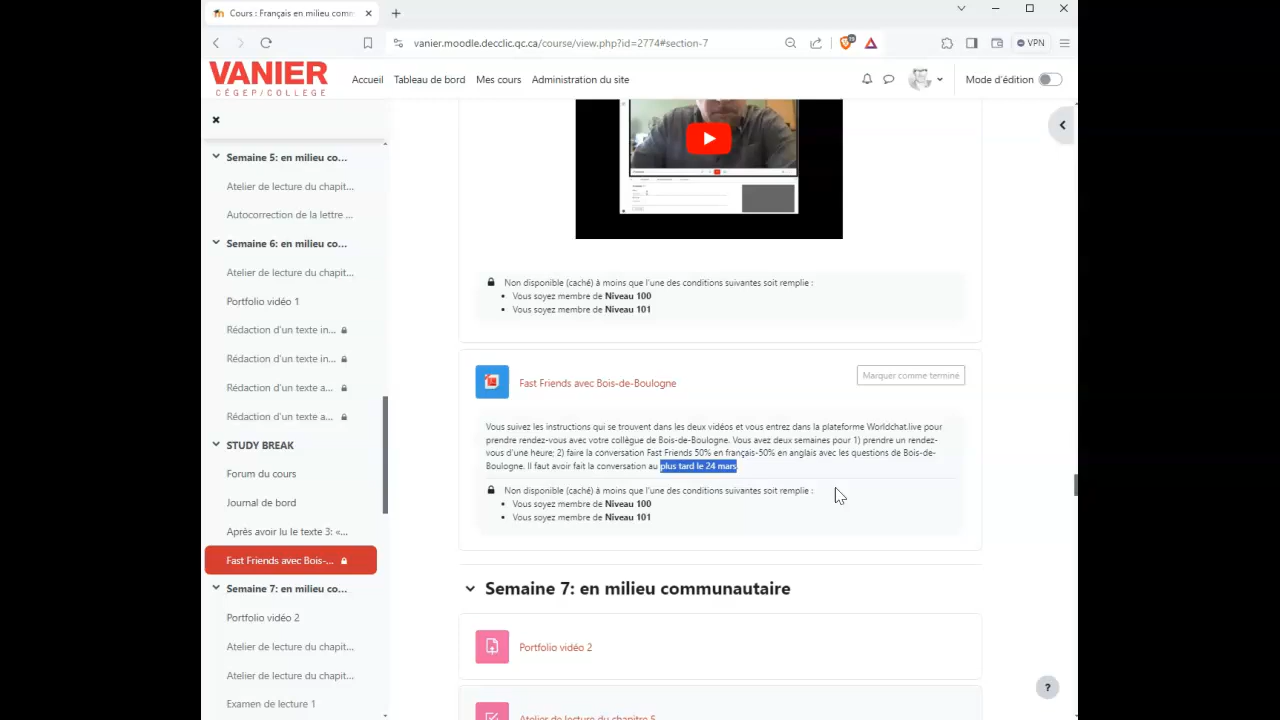 Cours : Français en milieu comm
vanier.moodle.decclic.qc.ca/course/view.php?id=2774#section-7
VPN
VANIER
CÉGEP/COLLEGE
Accueil
Tableau de bord
Mes cours
Administration du site
Mode d'édition
Semaine 5: en milieu co...
Atelier de lecture du chapit...
Autocorrection de la lettre ...
Semaine 6: en milieu co...
Atelier de lecture du chapit...
Portfolio vidéo 1
Rédaction d'un texte in...
Rédaction d'un texte in...
Rédaction d'un texte a...
Rédaction d'un texte a...
STUDY BREAK
Forum du cours
Journal de bord
Après avoir lu le texte 3: «...
Fast Friends avec Bois-...
Semaine 7: en milieu co...
Portfolio vidéo 2
Atelier de lecture du chapit...
Atelier de lecture du chapit...
Examen de lecture 1
Non disponible (caché) à moins que l'une des conditions suivantes soit remplie :
• Vous soyez membre de Niveau 100
• Vous soyez membre de Niveau 101
Fast Friends avec Bois-de-Boulogne
Marquer comme terminé
Vous suivez les instructions qui se trouvent dans les deux vidéos et vous entrez dans la plateforme Worldchat.live pour
prendre rendez-vous avec votre collègue de Bois-de-Boulogne. Vous avez deux semaines pour 1) prendre un rendez-
vous d'une heure; 2) faire la conversation Fast Friends 50% en français-50% en anglais avec les questions de Bois-de-
Boulogne. Il faut avoir fait la conversation au plus tard le 24 mars
Non disponible (caché) à moins que l'une des conditions suivantes soit remplie :
• Vous soyez membre de Niveau 100
• Vous soyez membre de Niveau 101
Semaine 7: en milieu communautaire
Portfolio vidéo 2
Atelier de lecture du chapitre 5
?